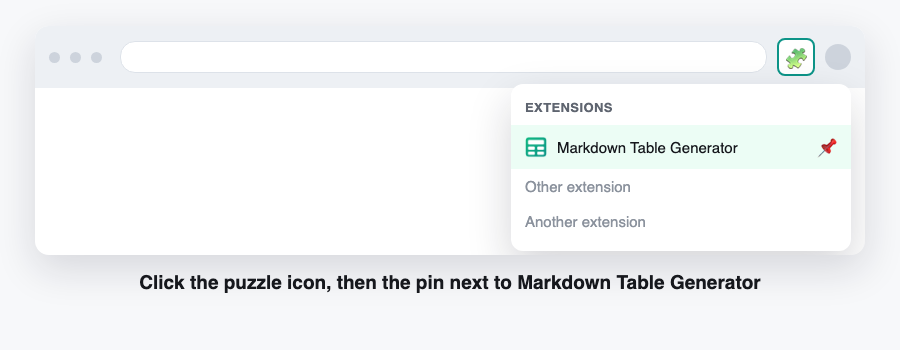 EXTENSIONS
Markdown Table Generator
Other extension
Another extension
Click the puzzle icon, then the pin next to Markdown Table Generator